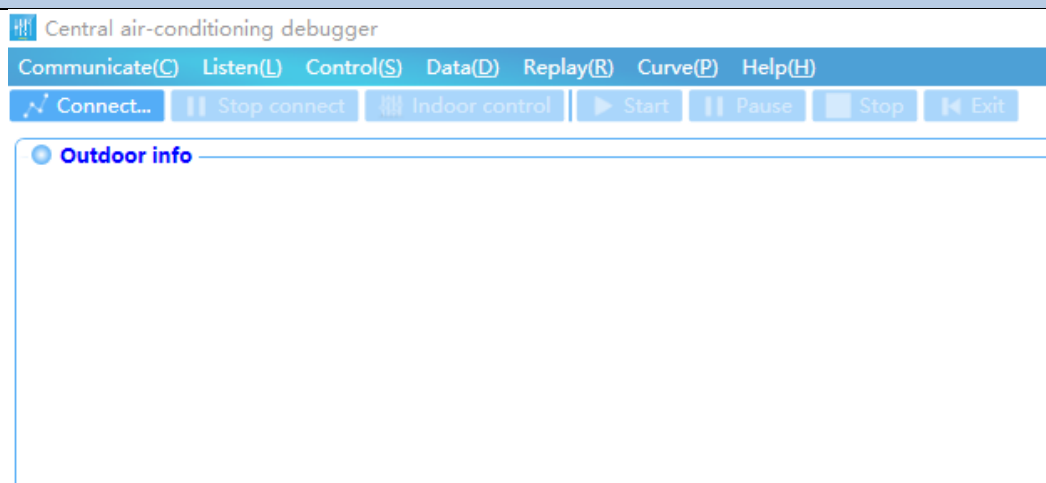 Central air-conditioning debugger
Communicate(C) Listen(L) Control(S) Data(D) Replay(R) Curve(P) Help(H)
Connect... Stop connect Indoor control Start Pause Stop Exit
Outdoor info